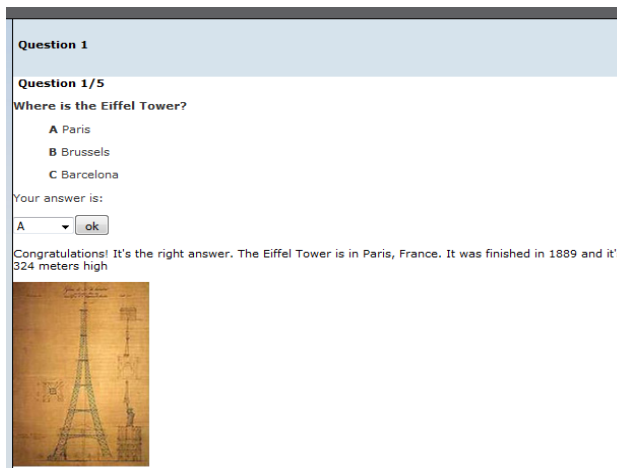 Question 1
Question 1/5
Where is the Eiffel Tower?
A Paris
B Brussels
C Barcelona
Your answer is:
A ok
Congratulations! It's the right answer. The Eiffel Tower is in Paris, France. It was finished in 1889 and it'
324 meters high